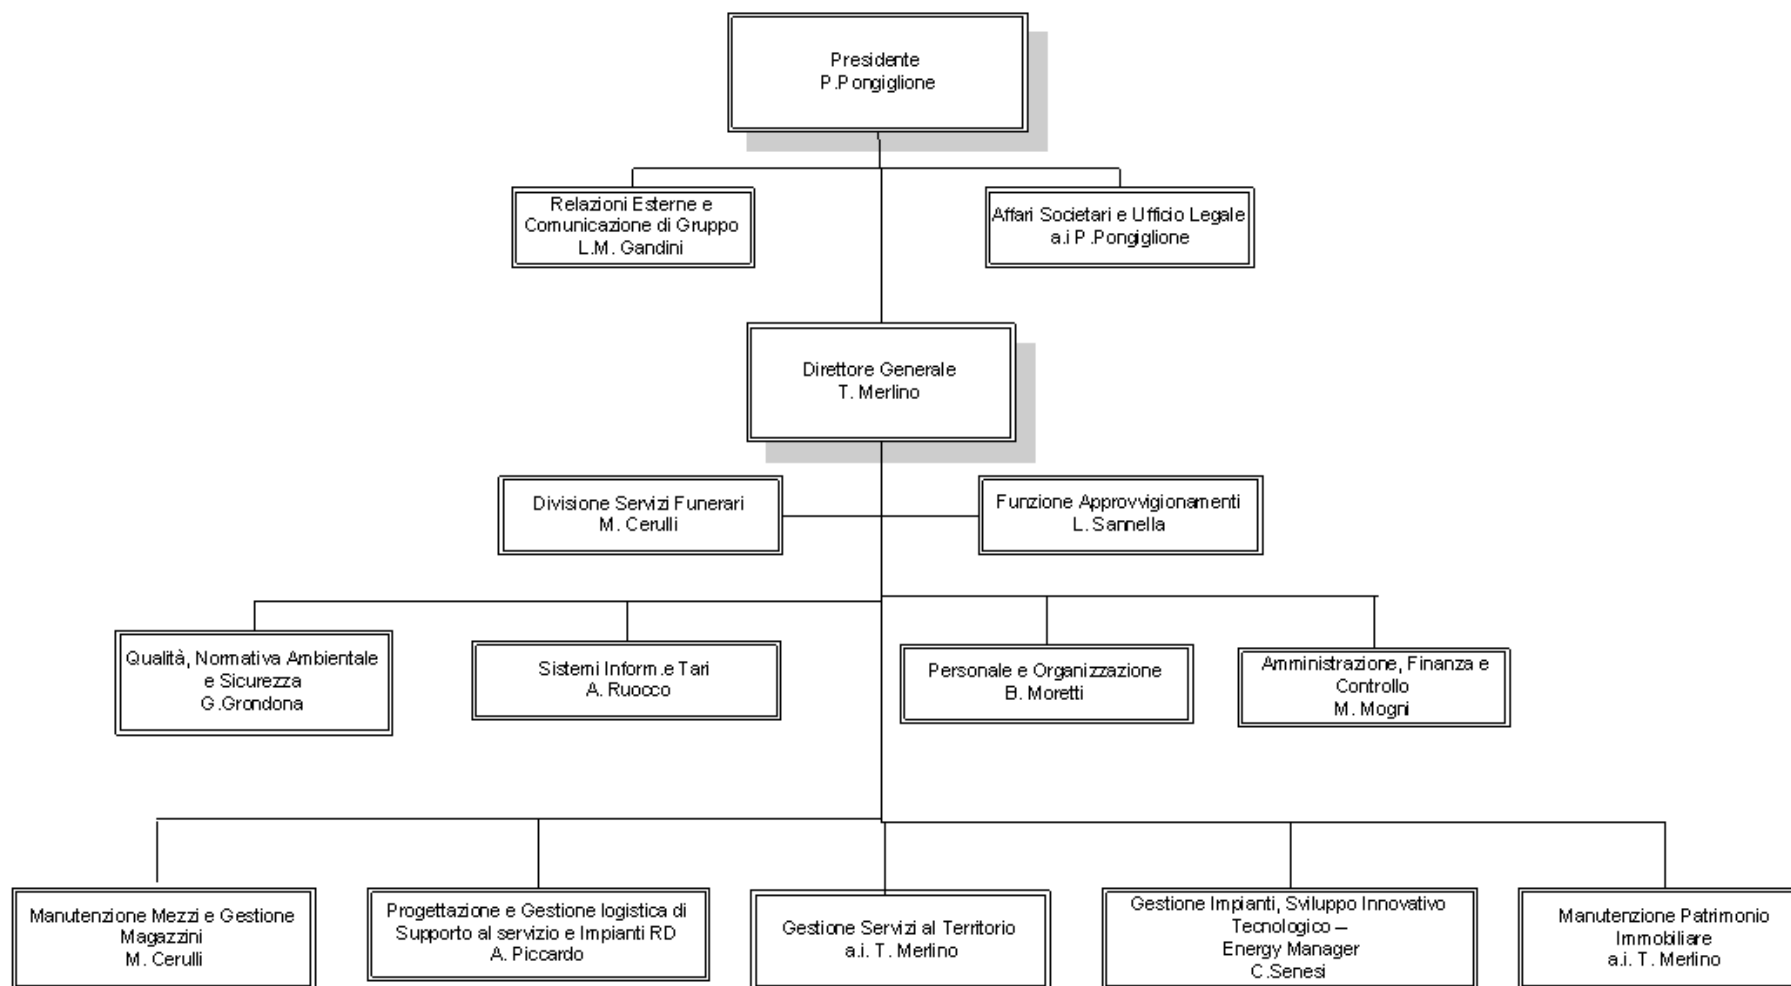 Presidente
P.Pongiglione
Relazioni Esterne e
Comunicazione di Gruppo
L.M. Gandini
Affari Societari e Ufficio Legale
a.i P.Pongiglione
Direttore Generale
T. Merlino
Divisione Servizi Funerari
M. Cerulli
Funzione Approvvigionamenti
L. Sannella
Qualità, Normativa Ambientale
e Sicurezza
G.Grondona
Sistemi Inform.e Tari
A. Ruocco
Personale e Organizzazione
B. Moretti
Amministrazione, Finanza e
Controllo
M. Mogni
Manutenzione Mezzi e Gestione
Magazzini
M. Cerulli
Progettazione e Gestione logistica di
Supporto al servizio e Impianti RD
A. Piccardo
Gestione Servizi al Territorio
a.i. T. Merlino
Gestione Impianti, Sviluppo Innovativo
Tecnologico –
Energy Manager
C.Senesi
Manutenzione Patrimonio
Immobiliare
a.i. T. Merlino